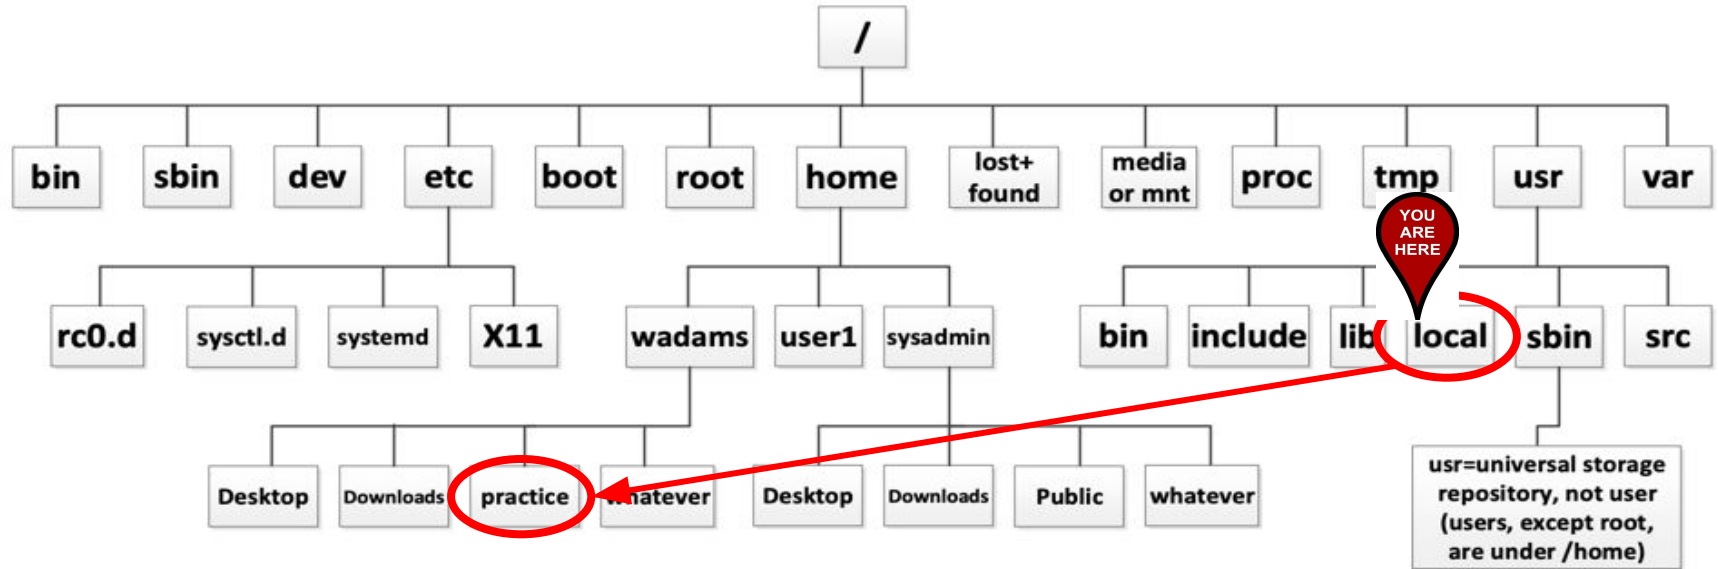 /
bin
sbin
dev
etc
boot
root
home
lost+
found
media
or mnt
proc
tmp
usr
var
YOU
ARE
HERE
rc0.d
sysctl.d
systemd
X11
wadams
user1
sysadmin
bin
include
lib
local
sbin
src
Desktop
Downloads
practice
whatever
Desktop
Downloads
Public
whatever
usr=universal storage
repository, not user
(users, except root,
are under /home)